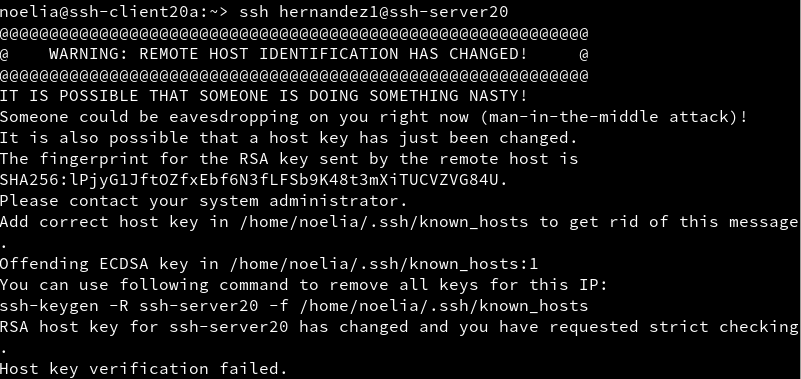 noelia@ssh-client20a:~> ssh hernandez1@ssh-server20
@@@@@@@@@@@@@@@@@@@@@@@@@@@@@@@@@@@@@@@@@@@@@@@@@@@@@@@@@@@
@    WARNING: REMOTE HOST IDENTIFICATION HAS CHANGED!     @
@@@@@@@@@@@@@@@@@@@@@@@@@@@@@@@@@@@@@@@@@@@@@@@@@@@@@@@@@@@
IT IS POSSIBLE THAT SOMEONE IS DOING SOMETHING NASTY!
Someone could be eavesdropping on you right now (man-in-the-middle attack)!
It is also possible that a host key has just been changed.
The fingerprint for the RSA key sent by the remote host is
SHA256:lPjyG1JftOZfxEbf6N3fLFSb9K48t3mXiTUCVZVG84U.
Please contact your system administrator.
Add correct host key in /home/noelia/.ssh/known_hosts to get rid of this message
.
Offending ECDSA key in /home/noelia/.ssh/known_hosts:1
You can use following command to remove all keys for this IP:
ssh-keygen -R ssh-server20 -f /home/noelia/.ssh/known_hosts
RSA host key for ssh-server20 has changed and you have requested strict checking
.
Host key verification failed.